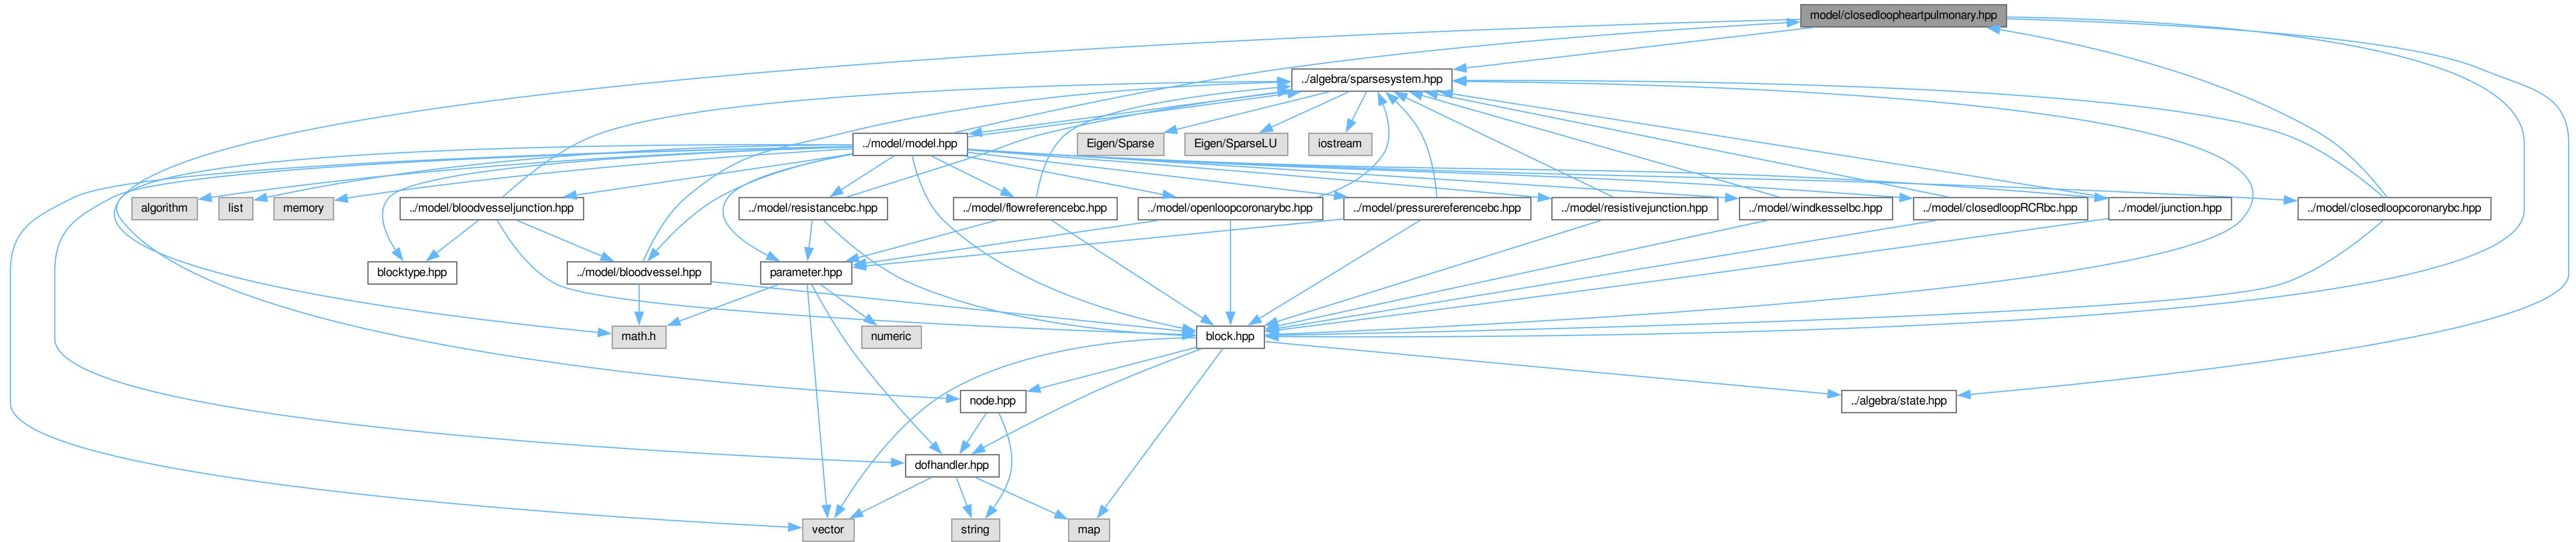 model/closedloopheartpulmonary.hpp
../algebra/sparsesystem.hpp
../model/model.hpp
Eigen/Sparse
Eigen/SparseLU
iostream
algorithm
list
memory
../model/bloodvesseljunction.hpp
../model/resistancebc.hpp
../model/flowreferencebc.hpp
../model/openloopcoronarybc.hpp
../model/pressurereferencebc.hpp
../model/resistivejunction.hpp
../model/windkesselbc.hpp
../model/closedloopRCRbc.hpp
../model/junction.hpp
../model/closedloopcoronarybc.hpp
blocktype.hpp
../model/bloodvessel.hpp
parameter.hpp
math.h
numeric
block.hpp
node.hpp
../algebra/state.hpp
dofhandler.hpp
vector
string
map